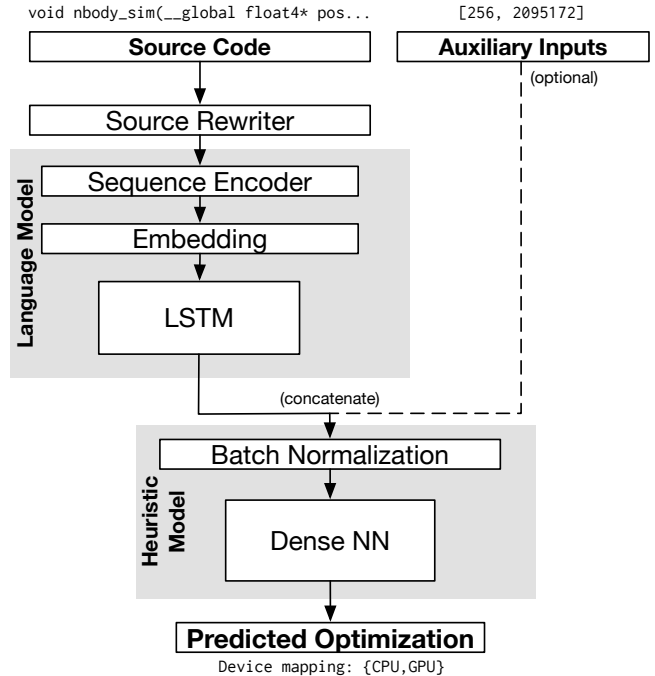 void nbody_sim(__global float4* pos...
[256, 2095172]
Source Code
Auxiliary Inputs
(optional)
Source Rewriter
Language Model
Sequence Encoder
Embedding
LSTM
(concatenate)
Heuristic
Model
Batch Normalization
Dense NN
Predicted Optimization
Device mapping: {CPU,GPU}